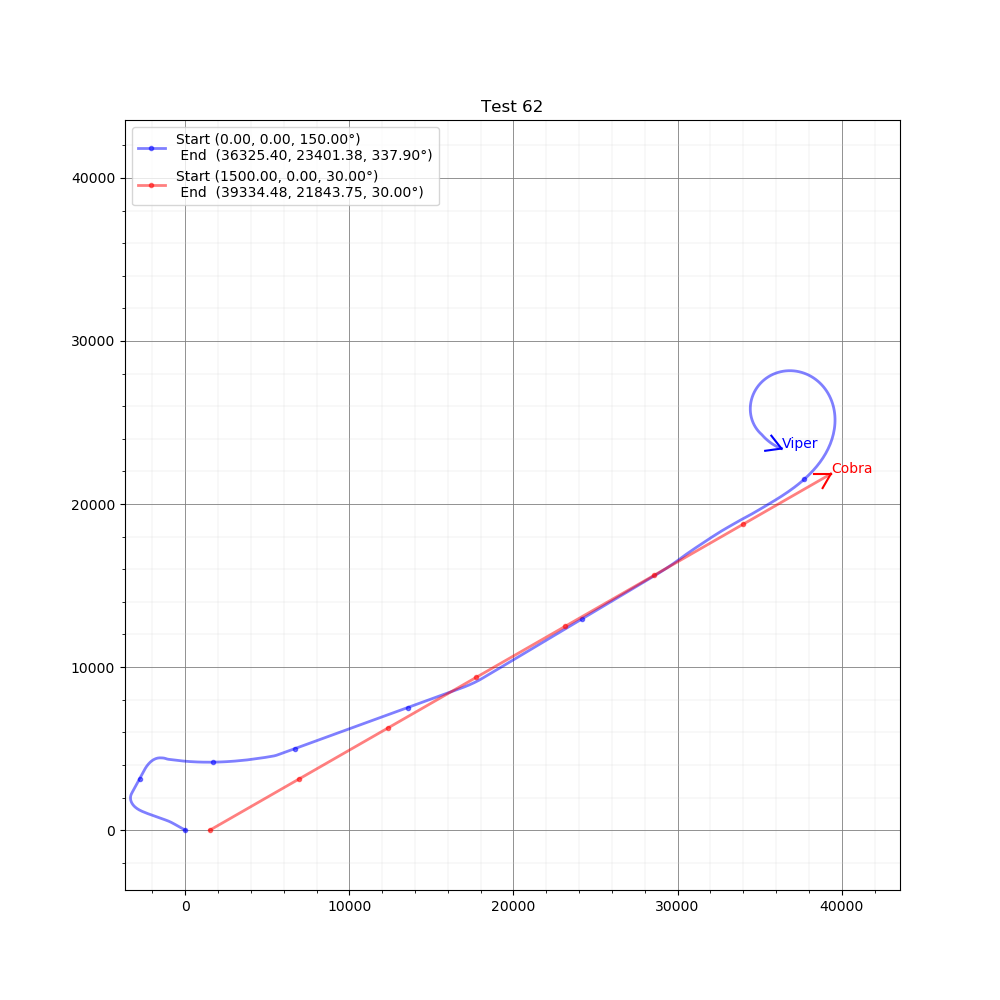 Test 62
Start (0.00, 0.00, 150.00°)
End (36325.40, 23401.38, 337.90°)
Start (1500.00, 0.00, 30.00°)
End (39334.48, 21843.75, 30.00°)
40000
30000
Viper
Cobra
20000
10000
0
0 10000 20000 30000 40000